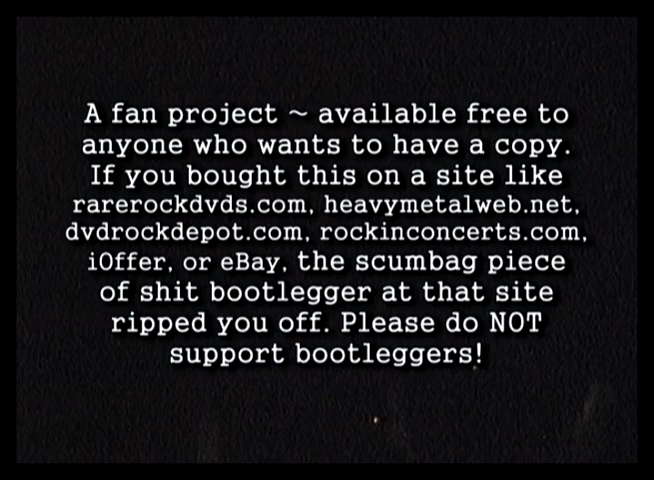 A fan project ~ available free to
anyone who wants to have a copy.
If you bought this on a site like
rarerockdvds.com, heavymetalweb.net,
dvdrockdepot.com, rockinconcerts.com,
iOffer, or eBay, the scumbag piece
of shit bootlegger at that site
ripped you off. Please do NOT
support bootleggers!